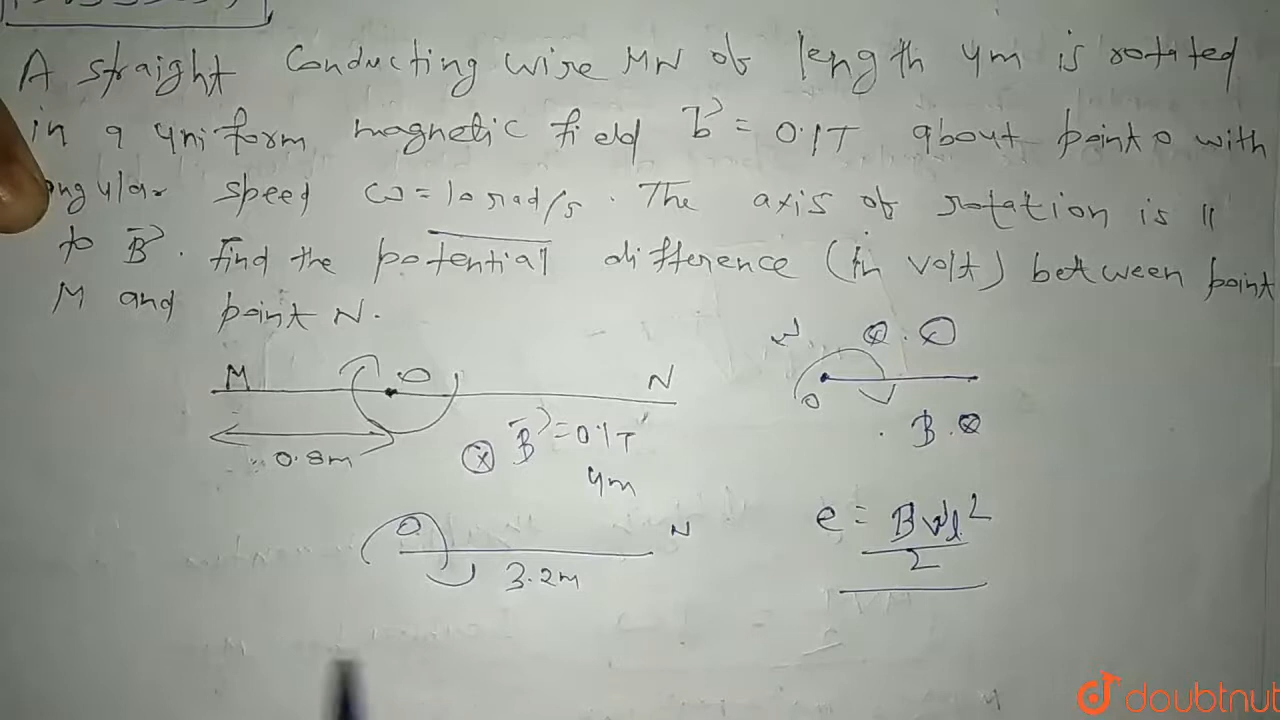 A straight Conducting wire MN of length 4m is rotated
in a uniform magnetic field B⃗ = 0.1T about point O with
angular speed ω = 10 rad/s. The axis of rotation is ||
to B⃗. Find the potential difference (in volt) between point
M and point N.
M O N
0.8m
⊗ B⃗ = 0.1T
4m
O N
3.2m
ω ⊗ . O
O
B ⊗
e = Bωl²/2
doubtnut